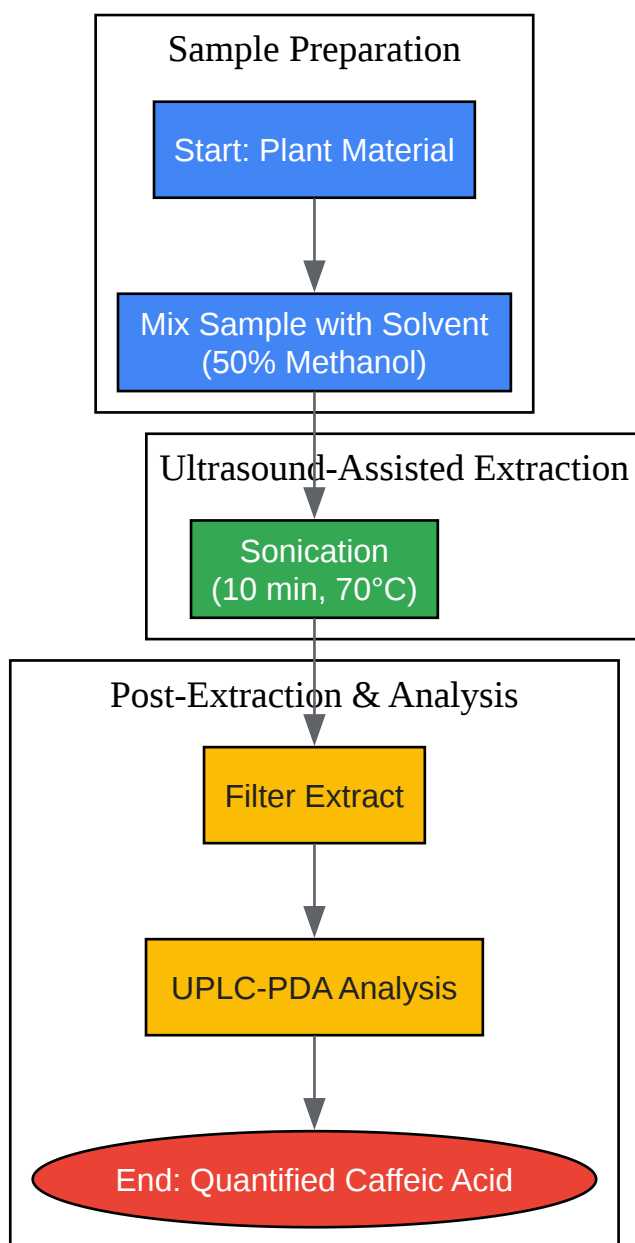 Sample Preparation
Start: Plant Material
Mix Sample with Solvent
(50% Methanol)
Ultrasound-Assisted Extraction
Sonication
(10 min, 70°C)
Post-Extraction & Analysis
Filter Extract
UPLC-PDA Analysis
End: Quantified Caffeic Acid